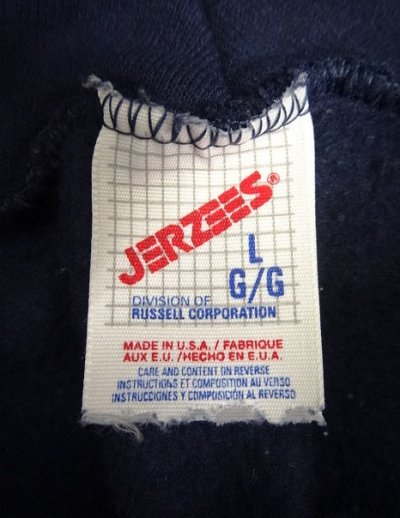 JERZEES®
L
G/G
DIVISION OF
RUSSELL CORPORATION
MADE IN U.S.A. / FABRIQUE
AUX E.U. / HECHO EN E.U.A.
CARE AND CONTENT ON REVERSE
INSTRUCTIONS ET COMPOSITION AU VERSO
INSTRUCCIONES Y COMPOSICIÓN AL REVERSO